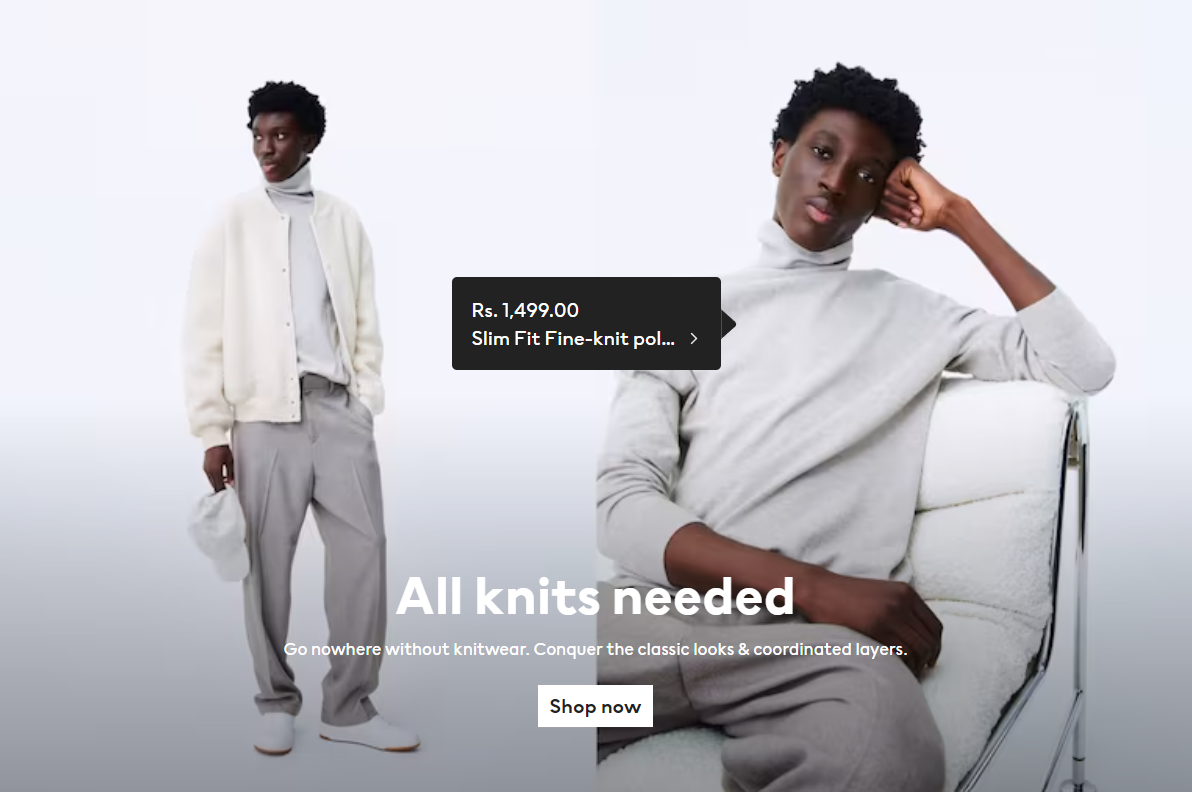 Rs. 1,499.00
Slim Fit Fine-knit pol...
All knits needed
Go nowhere without knitwear. Conquer the classic looks & coordinated layers.
Shop now